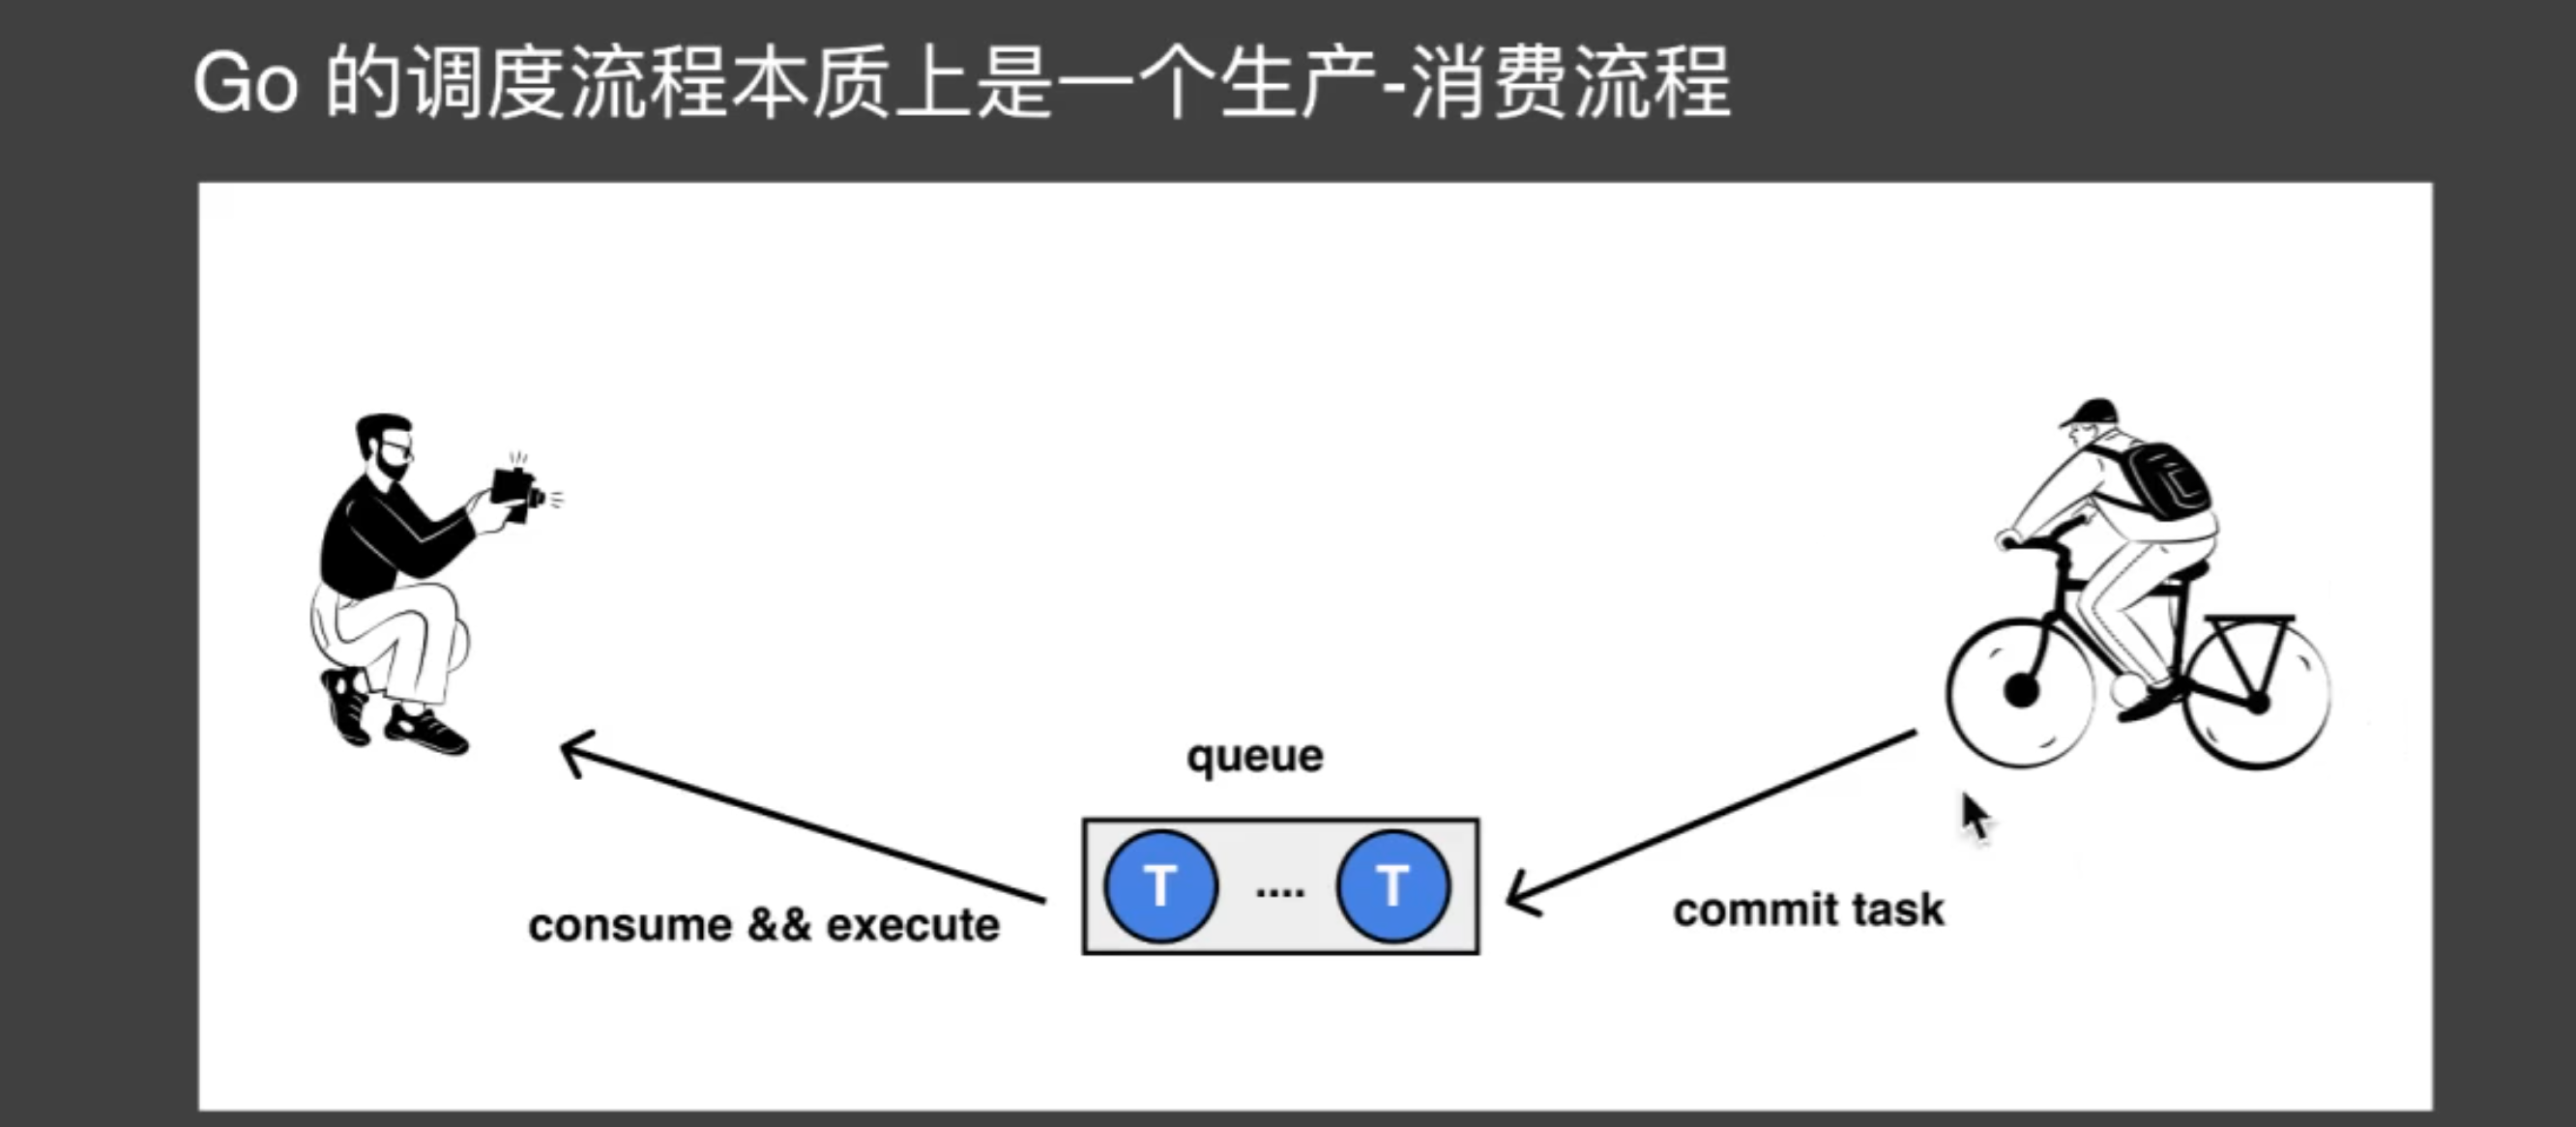 Go 的调度流程本质上是一个生产-消费流程
queue
T .... T
consume && execute
commit task